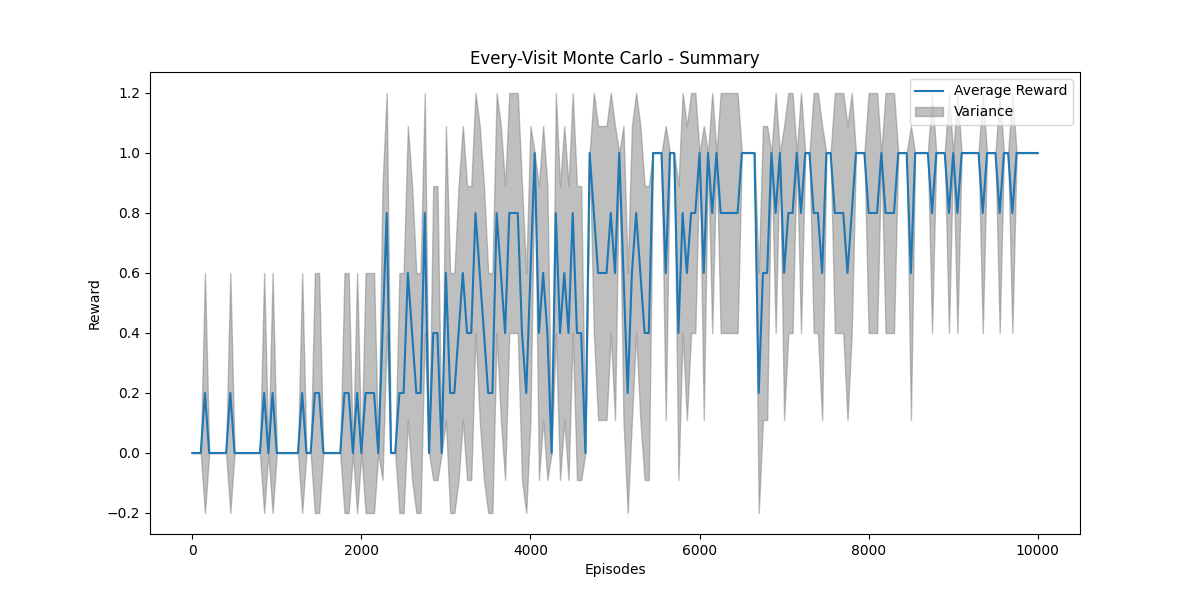 Every-Visit Monte Carlo - Summary
Average Reward
Variance
1.2
1.0
0.8
0.6
0.4
0.2
0.0
−0.2
Reward
0 2000 4000 6000 8000 10000
Episodes